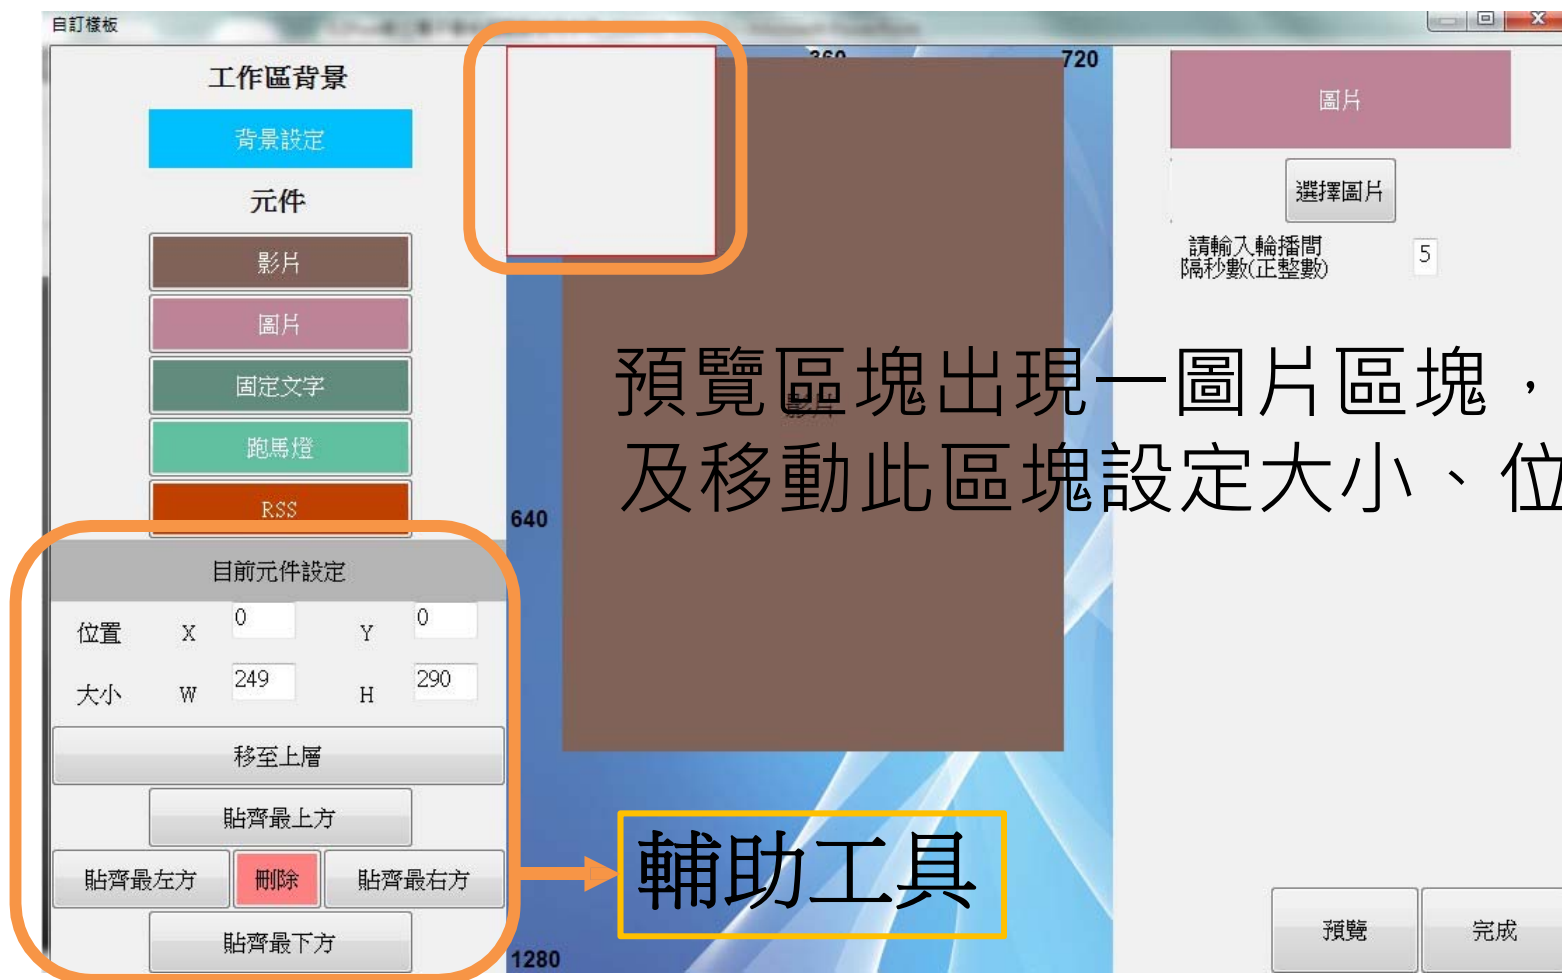 自訂樣板
工作區背景
背景設定
元件
影片
圖片
固定文字
跑馬燈
RSS
目前元件設定
位置 X 0 Y 0
大小 W 249 H 290
移至上層
貼齊最上方
貼齊最左方 刪除 貼齊最右方
貼齊最下方
360 720
640
1280
影片
預覽區塊出現一圖片區塊，
及移動此區塊設定大小、位
輔助工具
圖片
選擇圖片
請輸入輪播間
隔秒數(正整數) 5
預覽 完成